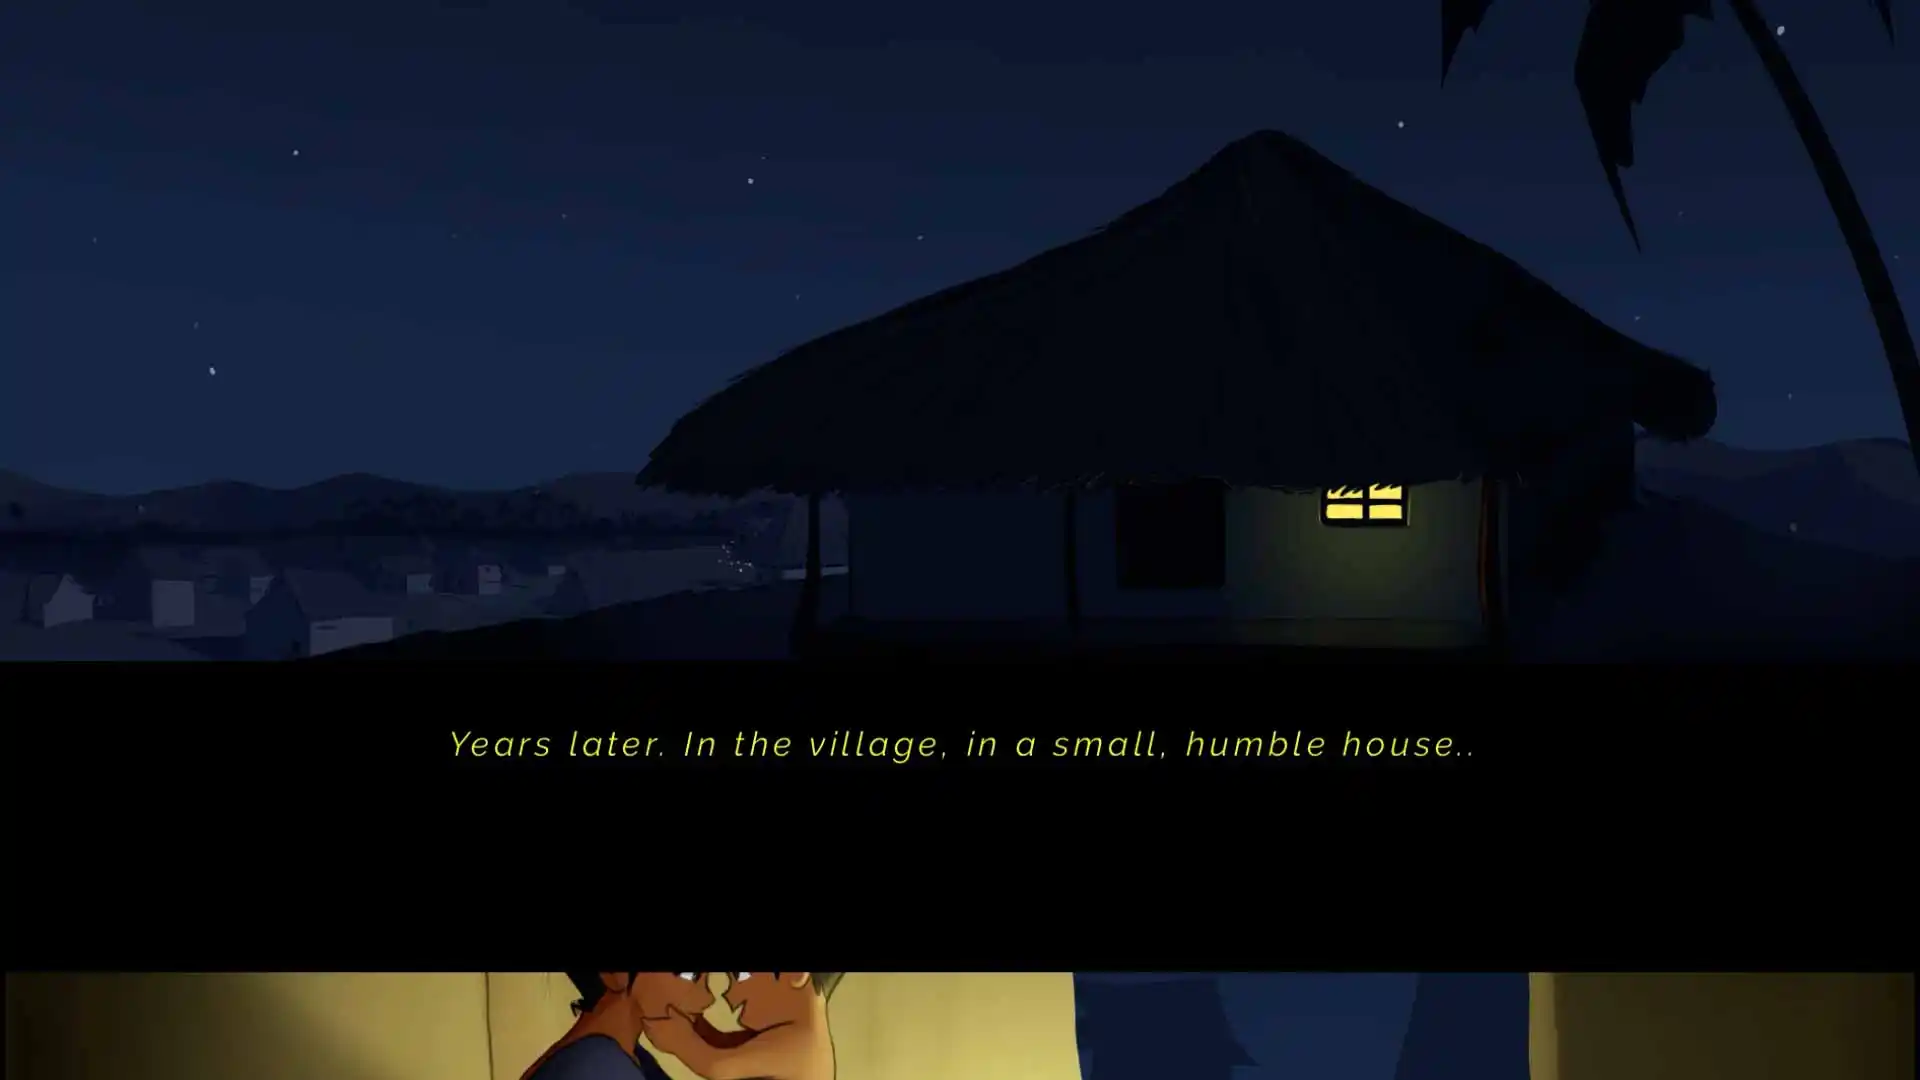 Years later. In the village, in a small, humble house..